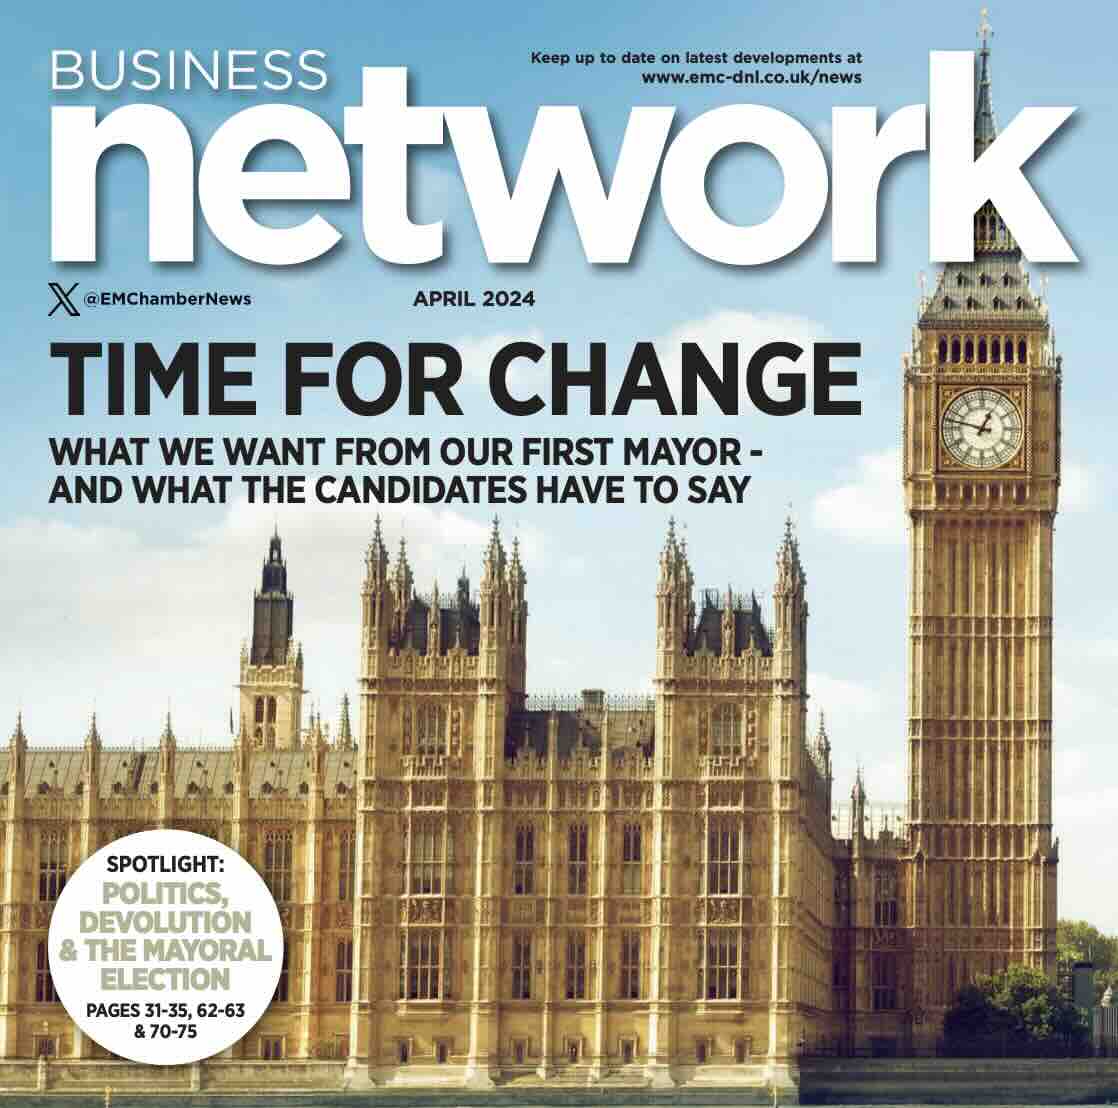 BUSINESS
network
Keep up to date on latest developments at
www.emc-dnl.co.uk/news
@EMChamberNews
APRIL 2024
TIME FOR CHANGE
WHAT WE WANT FROM OUR FIRST MAYOR -
AND WHAT THE CANDIDATES HAVE TO SAY
SPOTLIGHT:
POLITICS,
DEVOLUTION
& THE MAYORAL
ELECTION
PAGES 31-35, 62-63
& 70-75